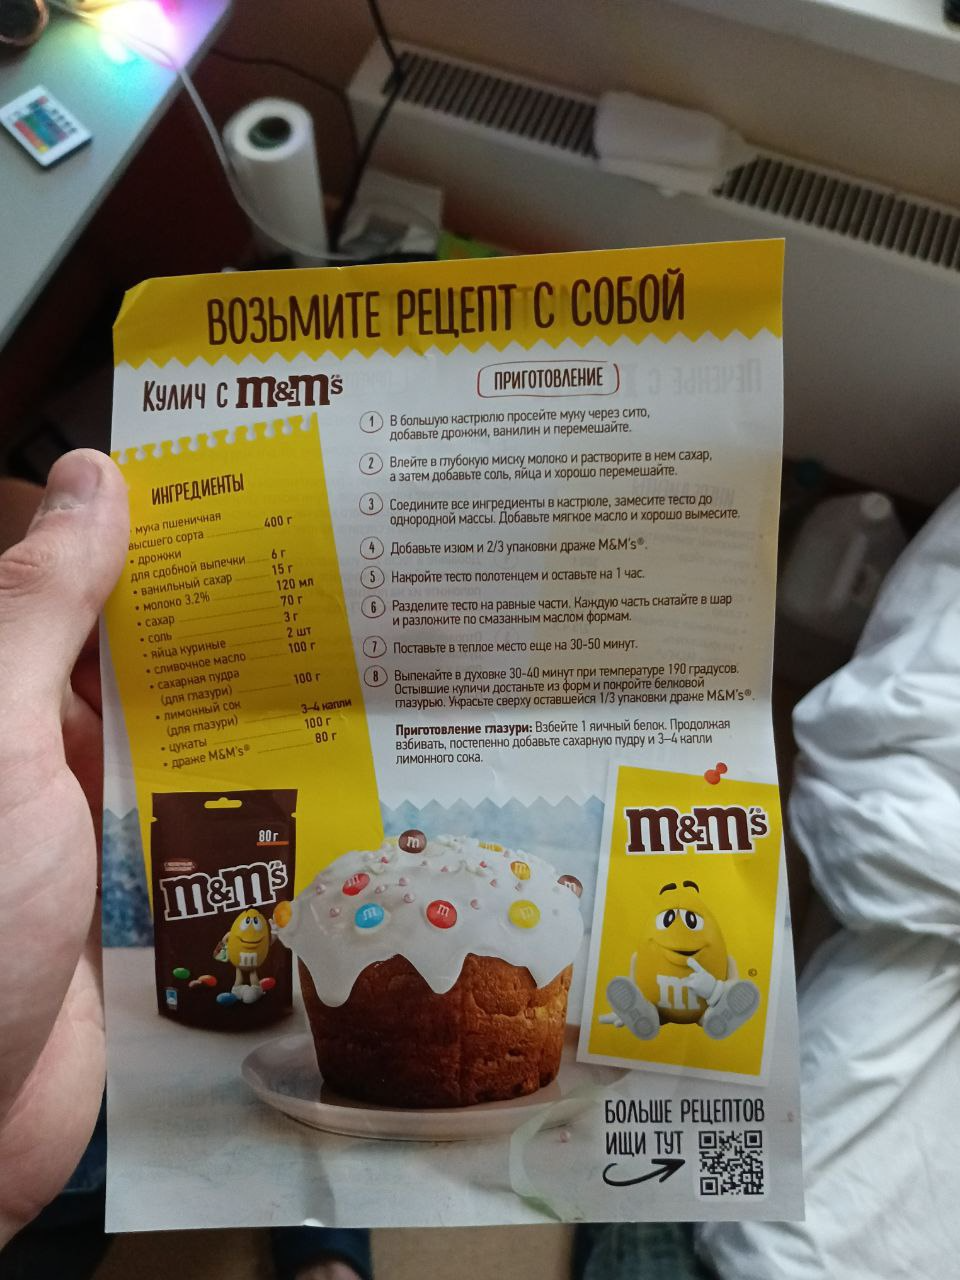 ВОЗЬМИТЕ РЕЦЕПТ С СОБОЙ
Кулич с m&m's®
ИНГРЕДИЕНТЫ
• мука пшеничная
высшего сорта 400 г
• дрожжи
для сдобной выпечки 6 г
• ванильный сахар 15 г
• молоко 3.2% 120 мл
• сахар 70 г
• соль 3 г
• яйца куриные 2 шт
• сливочное масло 100 г
• сахарная пудра
(для глазури) 100 г
• лимонный сок
(для глазури) 3–4 капли
• цукаты 100 г
• драже M&M's® 80 г
ПРИГОТОВЛЕНИЕ
1 В большую кастрюлю просейте муку через сито,
добавьте дрожжи, ванилин и перемешайте.
2 Влейте в глубокую миску молоко и растворите в нем сахар,
а затем добавьте соль, яйца и хорошо перемешайте.
3 Соедините все ингредиенты в кастрюле, замесите тесто до
однородной массы. Добавьте мягкое масло и хорошо вымесите.
4 Добавьте изюм и 2/3 упаковки драже M&M's®.
5 Накройте тесто полотенцем и оставьте на 1 час.
6 Разделите тесто на равные части. Каждую часть скатайте в шар
и разложите по смазанным маслом формам.
7 Поставьте в теплое место еще на 30-50 минут.
8 Выпекайте в духовке 30-40 минут при температуре 190 градусов.
Остывшие куличи достаньте из форм и покройте белковой
глазурью. Украсьте сверху оставшейся 1/3 упаковки драже M&M's®.
Приготовление глазури: Взбейте 1 яичный белок. Продолжая
взбивать, постепенно добавьте сахарную пудру и 3–4 капли
лимонного сока.
80 г
m&m's
m
m
m
m
m
m&m's®
m
©
БОЛЬШЕ РЕЦЕПТОВ
ИЩИ ТУТ